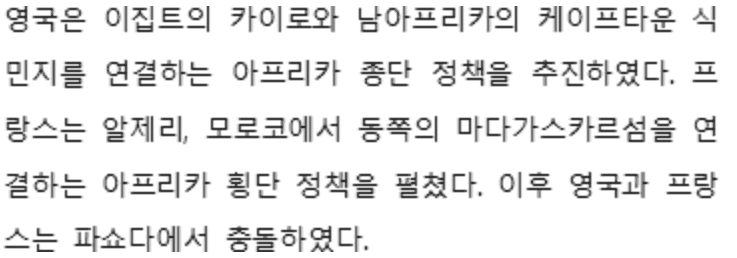 영국은 이집트의 카이로와 남아프리카의 케이프타운 식
민지를 연결하는 아프리카 종단 정책을 추진하였다. 프
랑스는 알제리, 모로코에서 동쪽의 마다가스카르섬을 연
결하는 아프리카 횡단 정책을 펼쳤다. 이후 영국과 프랑
스는 파쇼다에서 충돌하였다.